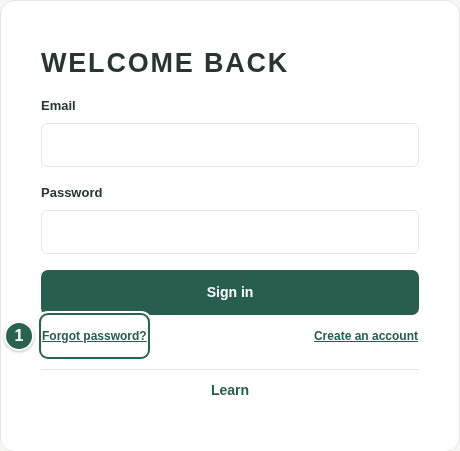 WELCOME BACK
Email
Password
Sign in
1 Forgot password? Create an account
Learn